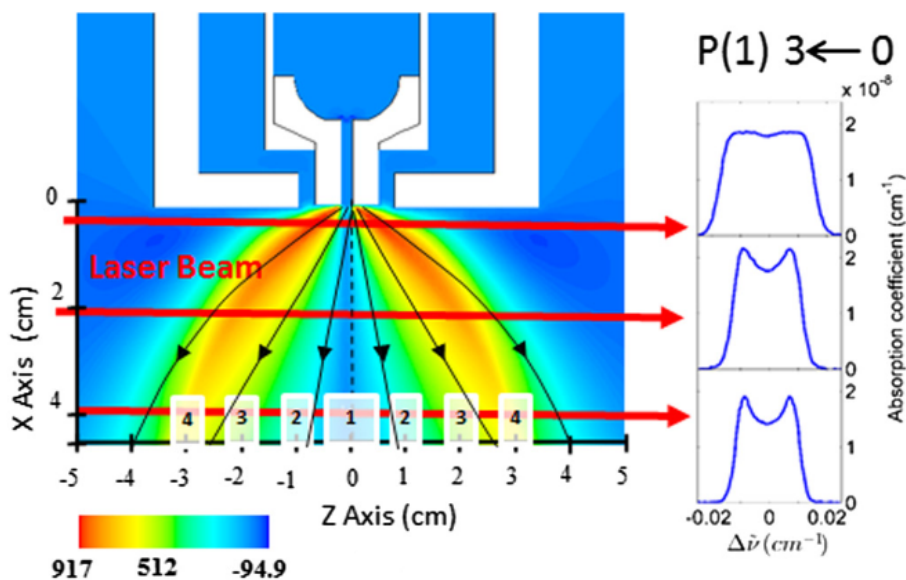 P(1) 3←0
x 10⁻⁸
2
1
0
2
1
0
2
1
0
Absorption coefficient (cm⁻¹)
-0.02 0 0.02
Δν̃ (cm⁻¹)
0
2
4
X Axis (cm)
Laser Beam
4 3 2 1 2 3 4
-5 -4 -3 -2 -1 0 1 2 3 4 5
Z Axis (cm)
917 512 -94.9